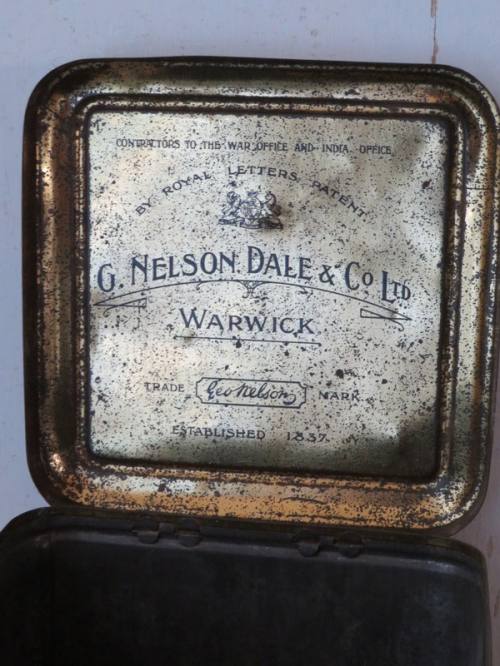 CONTRACTORS TO THE WAR OFFICE AND INDIA OFFICE
BY ROYAL LETTERS PATENT
G. NELSON. DALE & CO LTD
WARWICK
TRADE Geo Nelson MARK
ESTABLISHED 1837.